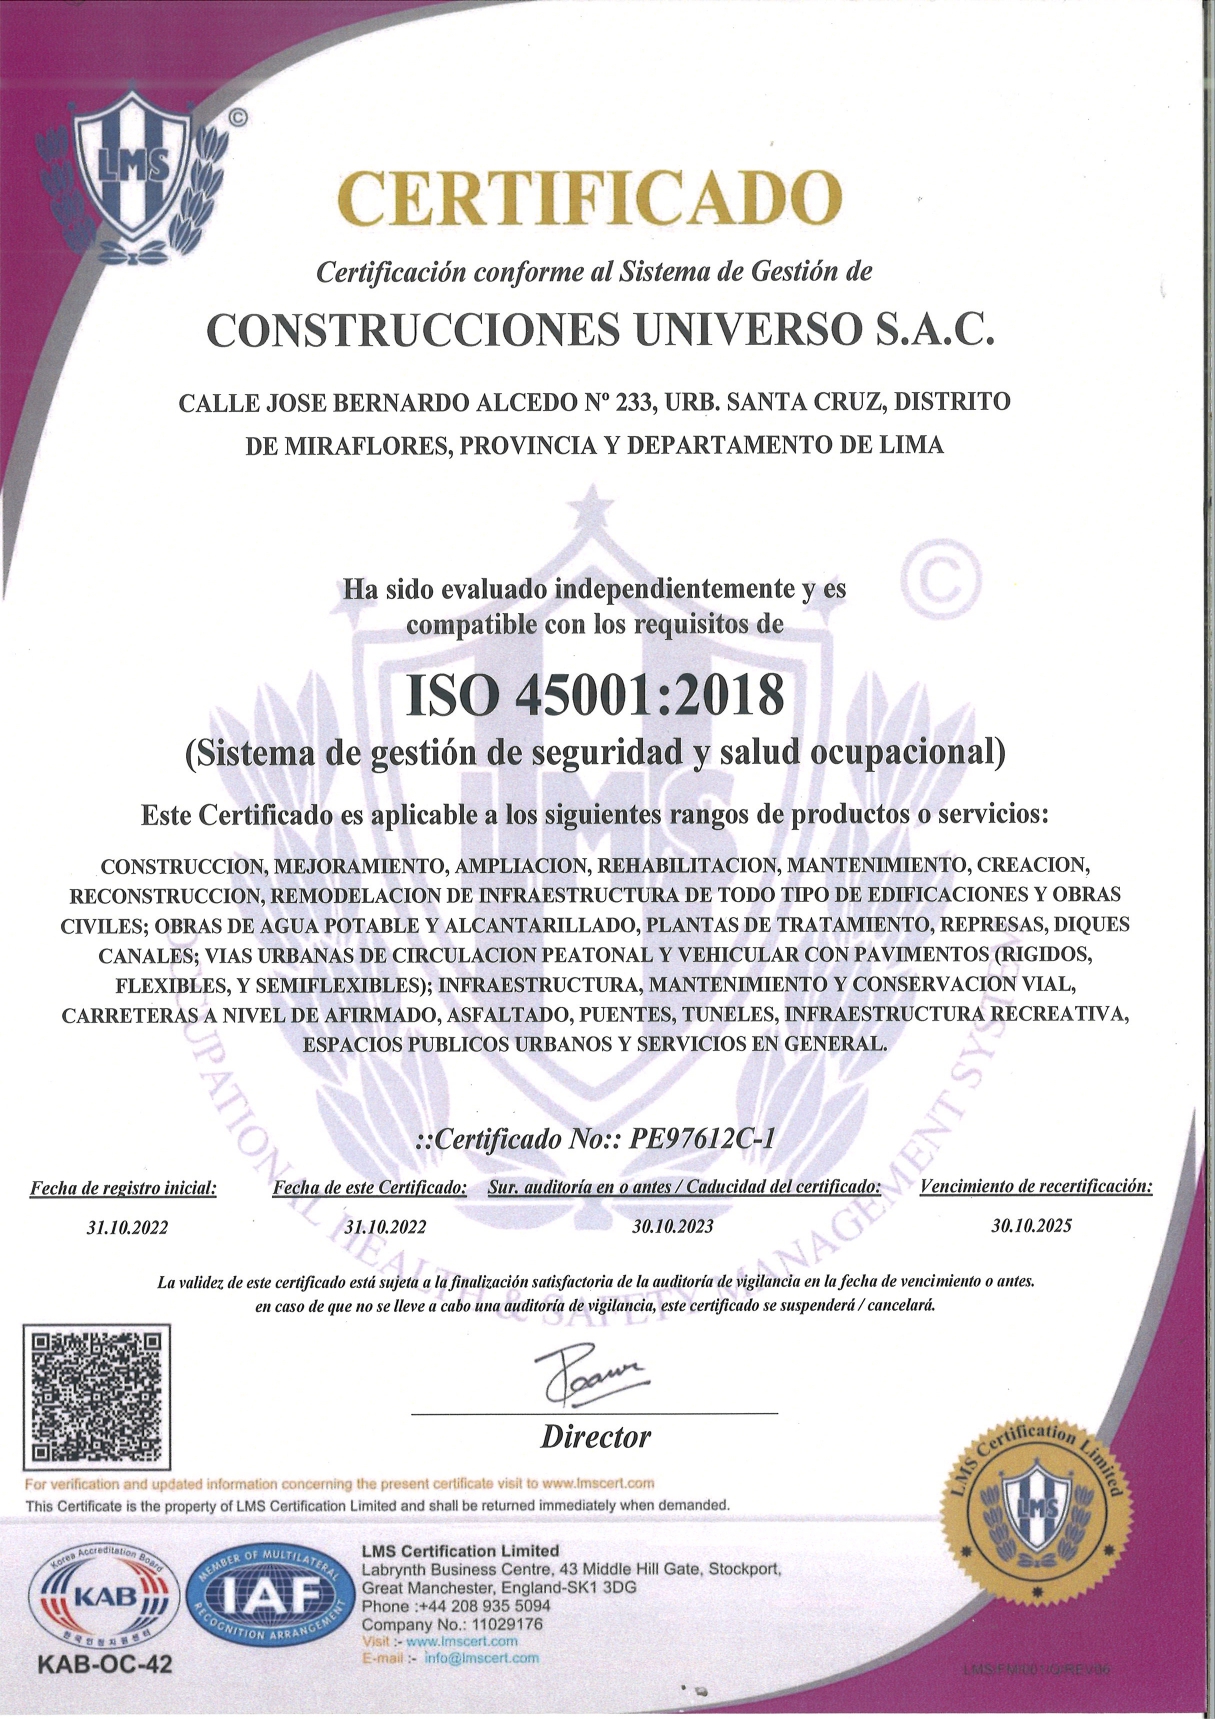 LMS
©
CERTIFICADO
Certificación conforme al Sistema de Gestión de
CONSTRUCCIONES UNIVERSO S.A.C.
CALLE JOSE BERNARDO ALCEDO Nº 233, URB. SANTA CRUZ, DISTRITO
DE MIRAFLORES, PROVINCIA Y DEPARTAMENTO DE LIMA
©
Ha sido evaluado independientemente y es
compatible con los requisitos de
ISO 45001:2018
(Sistema de gestión de seguridad y salud ocupacional)
Este Certificado es aplicable a los siguientes rangos de productos o servicios:
LMS
CONSTRUCCION, MEJORAMIENTO, AMPLIACION, REHABILITACION, MANTENIMIENTO, CREACION,
RECONSTRUCCION, REMODELACION DE INFRAESTRUCTURA DE TODO TIPO DE EDIFICACIONES Y OBRAS
CIVILES; OBRAS DE AGUA POTABLE Y ALCANTARILLADO, PLANTAS DE TRATAMIENTO, REPRESAS, DIQUES
CANALES; VIAS URBANAS DE CIRCULACION PEATONAL Y VEHICULAR CON PAVIMENTOS (RIGIDOS,
FLEXIBLES, Y SEMIFLEXIBLES); INFRAESTRUCTURA, MANTENIMIENTO Y CONSERVACION VIAL,
CARRETERAS A NIVEL DE AFIRMADO, ASFALTADO, PUENTES, TUNELES, INFRAESTRUCTURA RECREATIVA,
ESPACIOS PUBLICOS URBANOS Y SERVICIOS EN GENERAL.
OCCUPATIONAL HEALTH & SAFETY MANAGEMENT SYSTEM
::Certificado No:: PE97612C-1
Fecha de registro inicial: Fecha de este Certificado: Sur. auditoría en o antes / Caducidad del certificado: Vencimiento de recertificación:
31.10.2022 31.10.2022 30.10.2023 30.10.2025
La validez de este certificado está sujeta a la finalización satisfactoria de la auditoría de vigilancia en la fecha de vencimiento o antes.
en caso de que no se lleve a cabo una auditoría de vigilancia, este certificado se suspenderá / cancelará.
Director
For verification and updated information concerning the present certificate visit to www.lmscert.com
This Certificate is the property of LMS Certification Limited and shall be returned immediately when demanded.
LMS Certification Limited
LMS
Korea Accreditation Board
KAB
한국인정지원센터
KAB-OC-42
MEMBER OF MULTILATERAL
IAF
RECOGNITION ARRANGEMENT
LMS Certification Limited
Labrynth Business Centre, 43 Middle Hill Gate, Stockport,
Great Manchester, England-SK1 3DG
Phone :+44 208 935 5094
Company No.: 11029176
Visit :- www.lmscert.com
E-mail :- info@lmscert.com